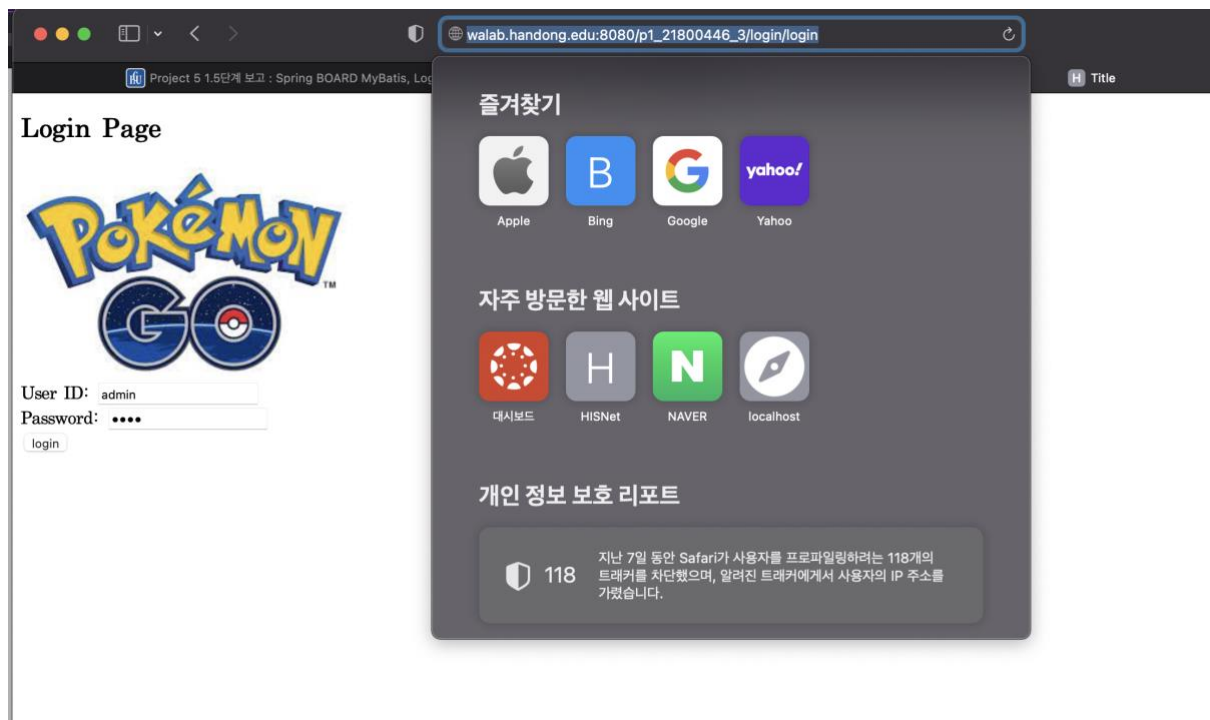 walab.handong.edu:8080/p1_21800446_3/login/login
Project 5 1.5단계 보고 : Spring BOARD MyBatis, Log
H Title
Login Page
POKÉMON
TM
GO
User ID: admin
Password: ••••
login
즐겨찾기
B
yahoo!
Apple Bing Google Yahoo
자주 방문한 웹 사이트
H N
대시보드 HISNet NAVER localhost
개인 정보 보호 리포트
118
지난 7일 동안 Safari가 사용자를 프로파일링하려는 118개의
트래커를 차단했으며, 알려진 트래커에게서 사용자의 IP 주소를
가렸습니다.